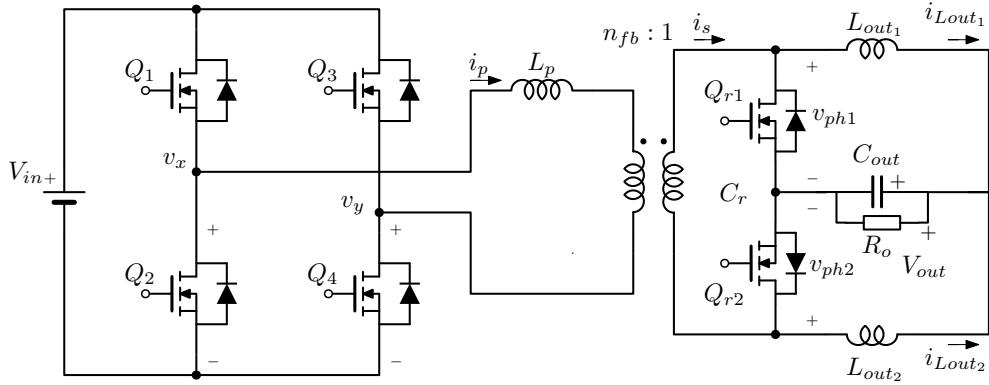 n_{fb} : 1
i_s
L_{out_1}
i_{Lout_1}
Q_1
Q_3
i_p
L_p
+
Q_{r1}
v_{ph1}
V_{in+}
v_x
v_y
C_r
−
−
C_{out}
+
+
R_o
V_{out}
+
+
Q_2
Q_4
v_{ph2}
Q_{r2}
+
−
−
L_{out_2}
i_{Lout_2}